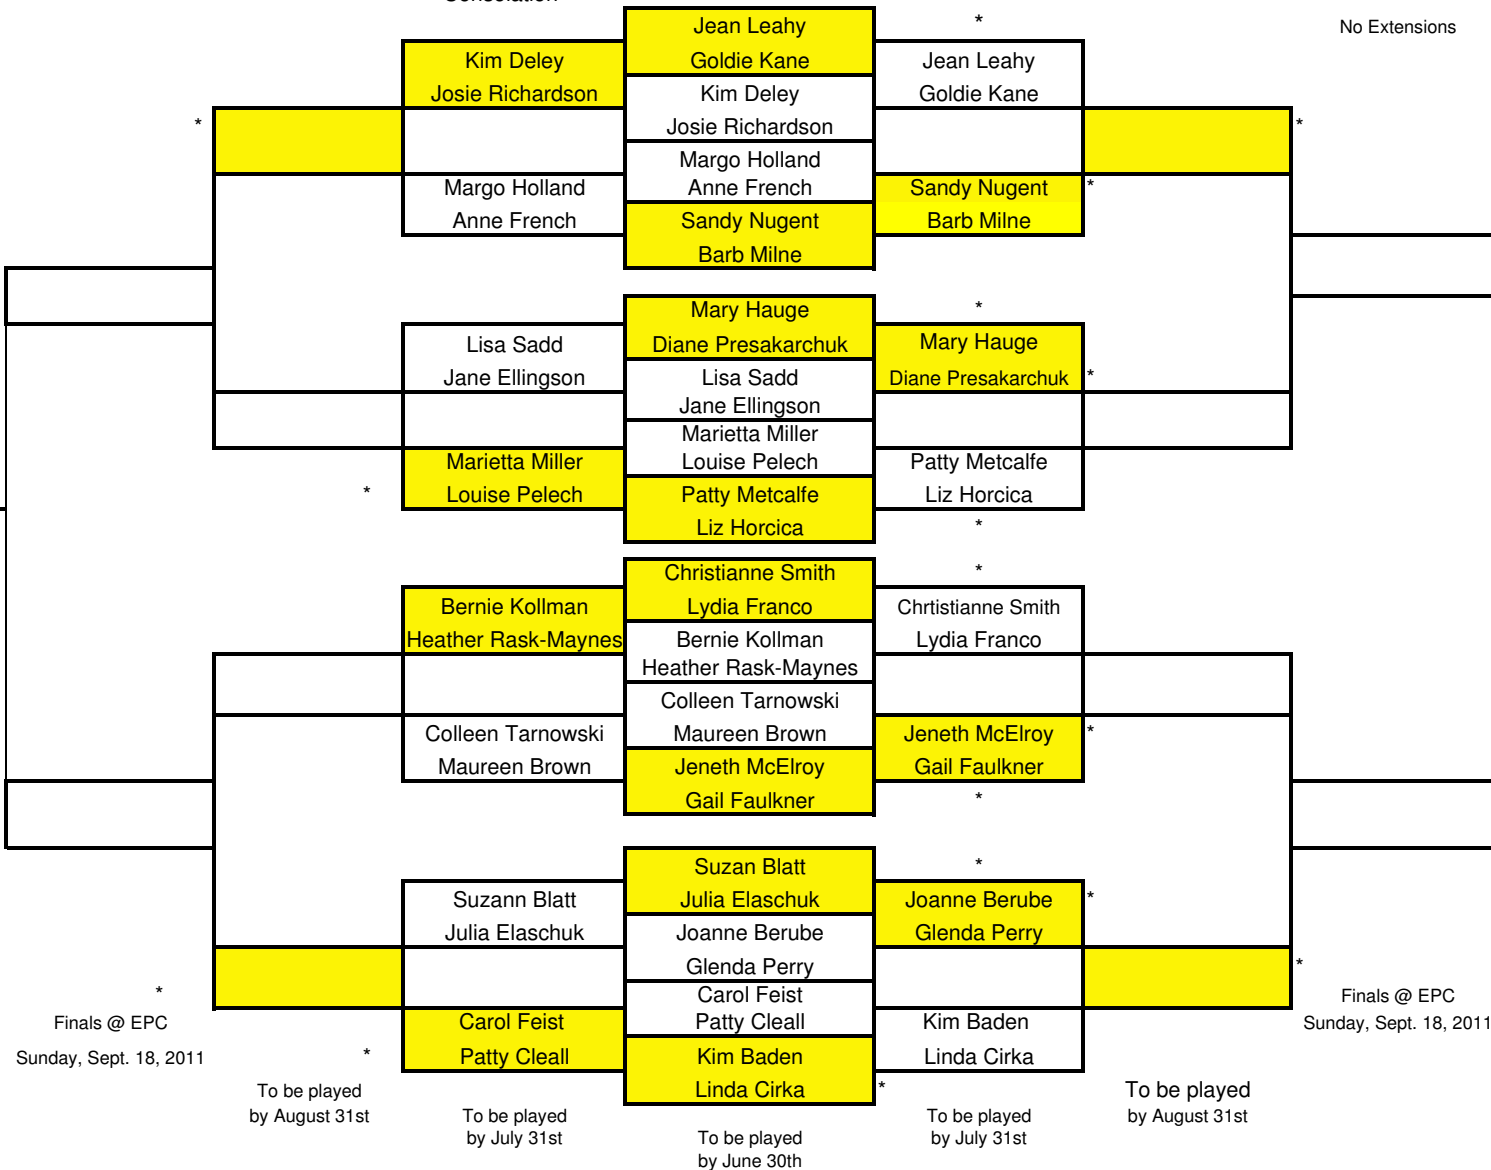 Consolation
No Extensions
*
Jean Leahy
Goldie Kane
Kim Deley
Josie Richardson
Jean Leahy
Goldie Kane
*
*
Kim Deley
Josie Richardson
Margo Holland
Anne French
Margo Holland
Anne French
Sandy Nugent
Barb Milne
*
Sandy Nugent
Barb Milne
*
Mary Hauge
Diane Presakarchuk
Lisa Sadd
Jane Ellingson
Mary Hauge
Diane Presakarchuk
*
Lisa Sadd
Jane Ellingson
Marietta Miller
Louise Pelech
*
Marietta Miller
Louise Pelech
Patty Metcalfe
Liz Horcica
Patty Metcalfe
Liz Horcica
*
*
Christianne Smith
Lydia Franco
Bernie Kollman
Heather Rask-Maynes
Chrtistianne Smith
Lydia Franco
Bernie Kollman
Heather Rask-Maynes
Colleen Tarnowski
Maureen Brown
Colleen Tarnowski
Maureen Brown
Jeneth McElroy
Gail Faulkner
*
Jeneth McElroy
Gail Faulkner
*
*
Suzan Blatt
Julia Elaschuk
Suzann Blatt
Julia Elaschuk
Joanne Berube
Glenda Perry
*
Joanne Berube
Glenda Perry
*
*
Carol Feist
Patty Cleall
Finals @ EPC
Sunday, Sept. 18, 2011
*
Carol Feist
Patty Cleall
Kim Baden
Linda Cirka
*
Kim Baden
Linda Cirka
Finals @ EPC
Sunday, Sept. 18, 2011
To be played
by August 31st
To be played
by July 31st
To be played
by June 30th
To be played
by July 31st
To be played
by August 31st